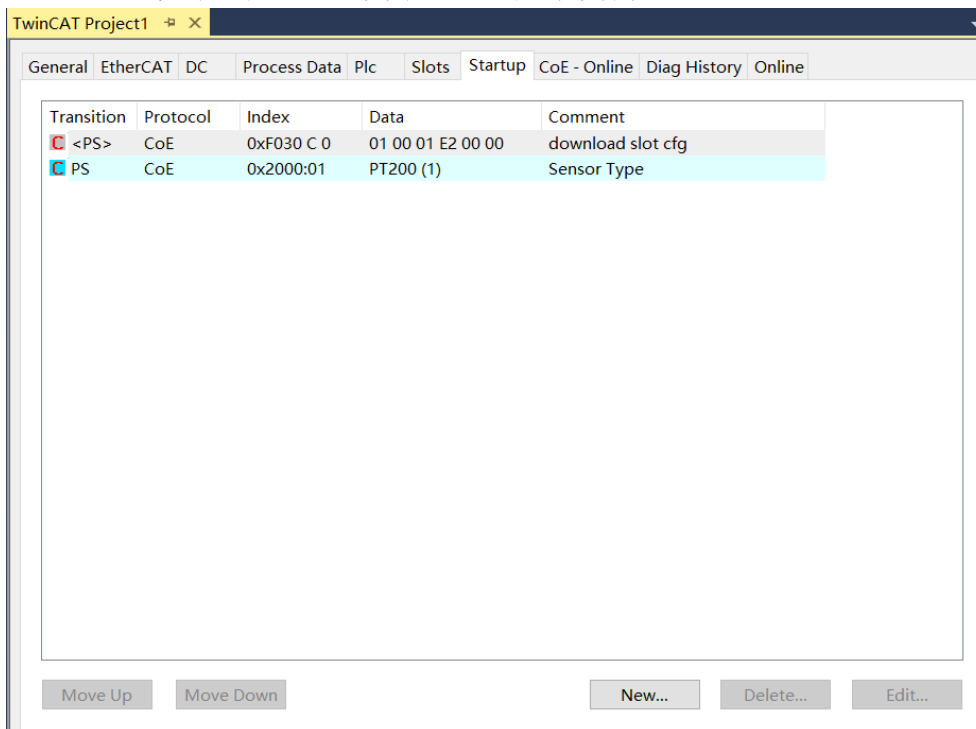 TwinCAT Project1
General EtherCAT DC Process Data Plc Slots Startup CoE - Online Diag History Online
Transition Protocol Index Data Comment
C <PS> CoE 0xF030 C 0 01 00 01 E2 00 00 download slot cfg
C PS CoE 0x2000:01 PT200 (1) Sensor Type
Move Up Move Down New... Delete... Edit...